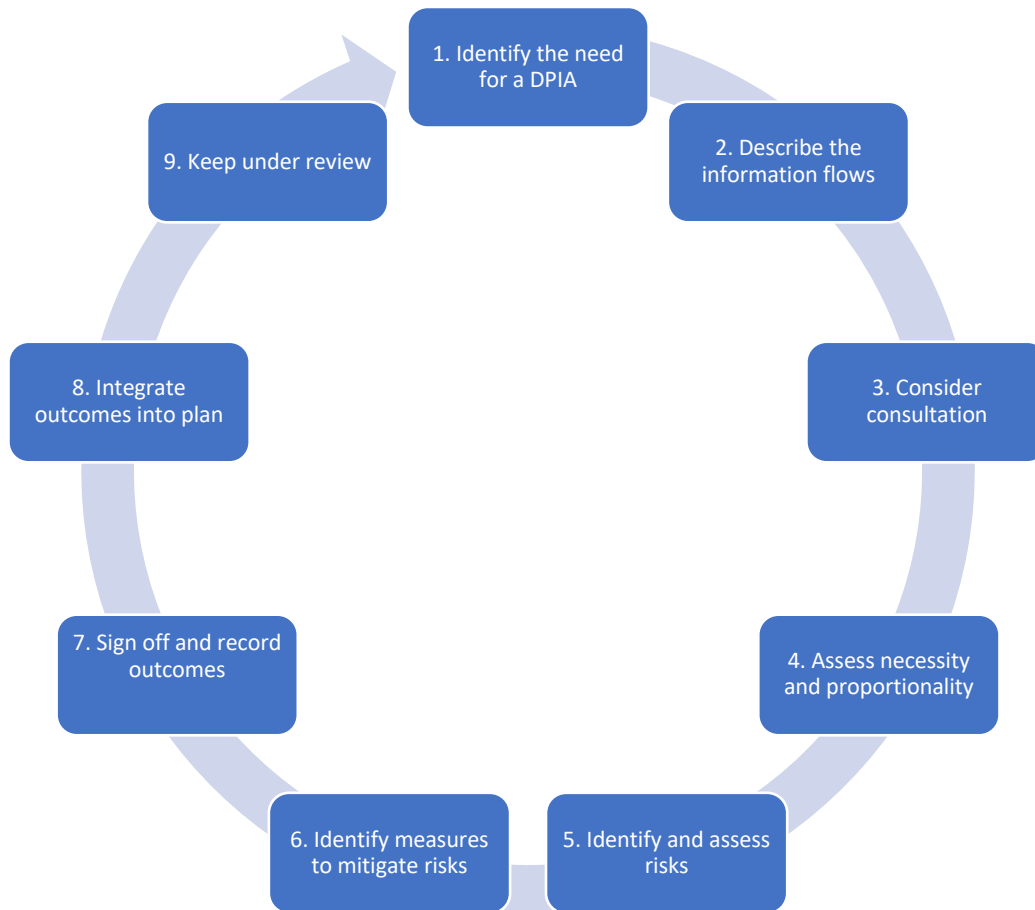 1. Identify the need
for a DPIA
2. Describe the
information flows
3. Consider
consultation
4. Assess necessity
and proportionality
5. Identify and assess
risks
6. Identify measures
to mitigate risks
7. Sign off and record
outcomes
8. Integrate
outcomes into plan
9. Keep under review